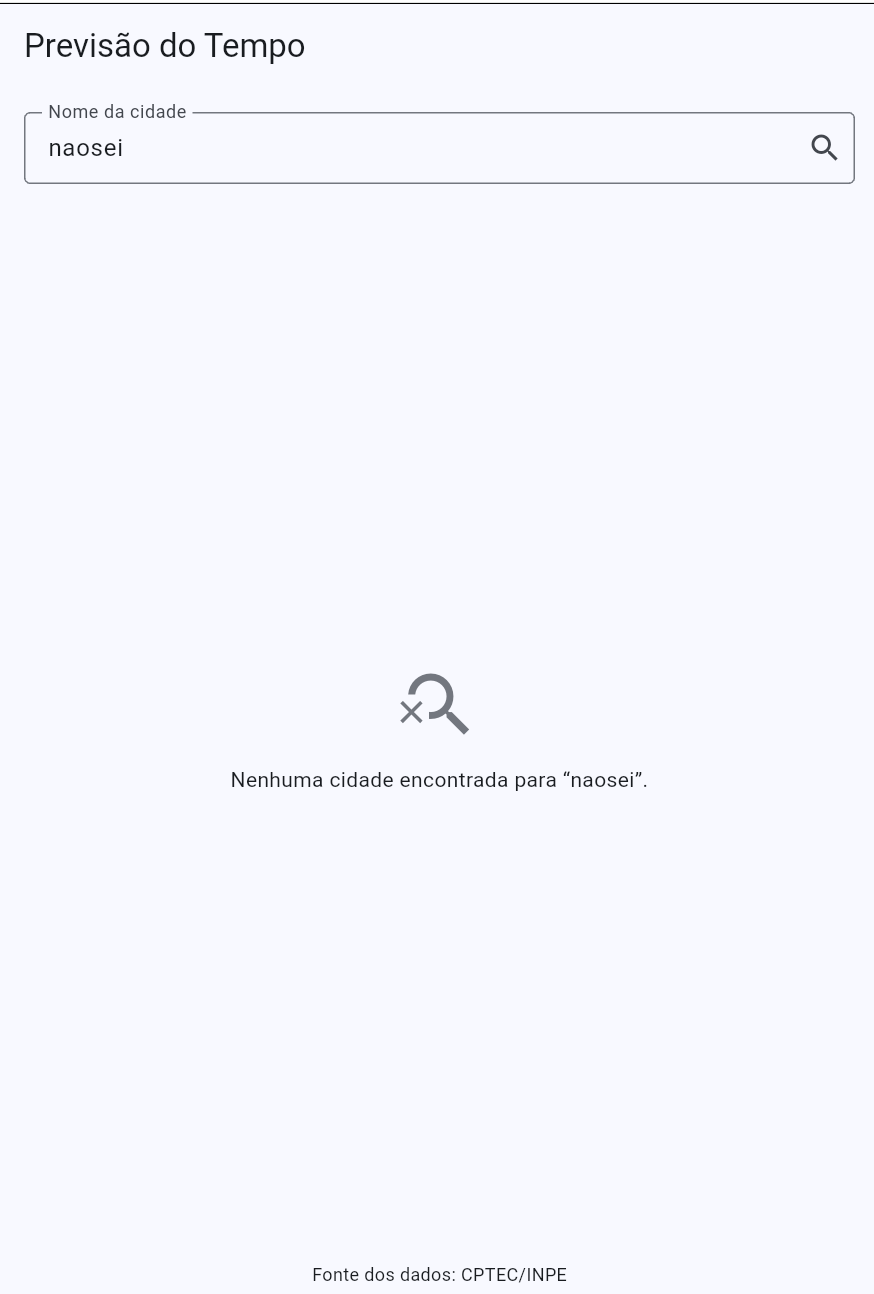 Previsão do Tempo
Nome da cidade
naosei
Nenhuma cidade encontrada para “naosei”.
Fonte dos dados: CPTEC/INPE